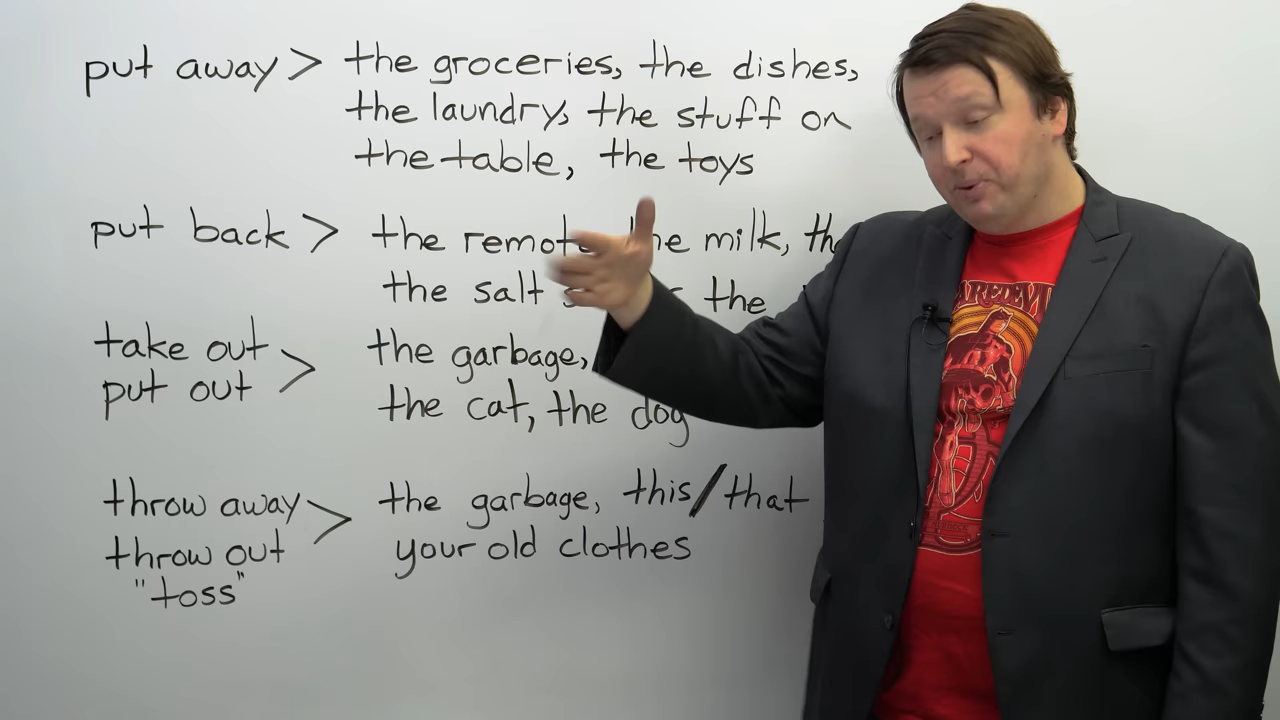 put away > the groceries, the dishes,
the laundry, the stuff on
the table, the toys
put back > the milk,
the salt the
take out
put out > the garbage,
the cat, the dog
throw away
throw out > the garbage, this/that
your old clothes
"toss"